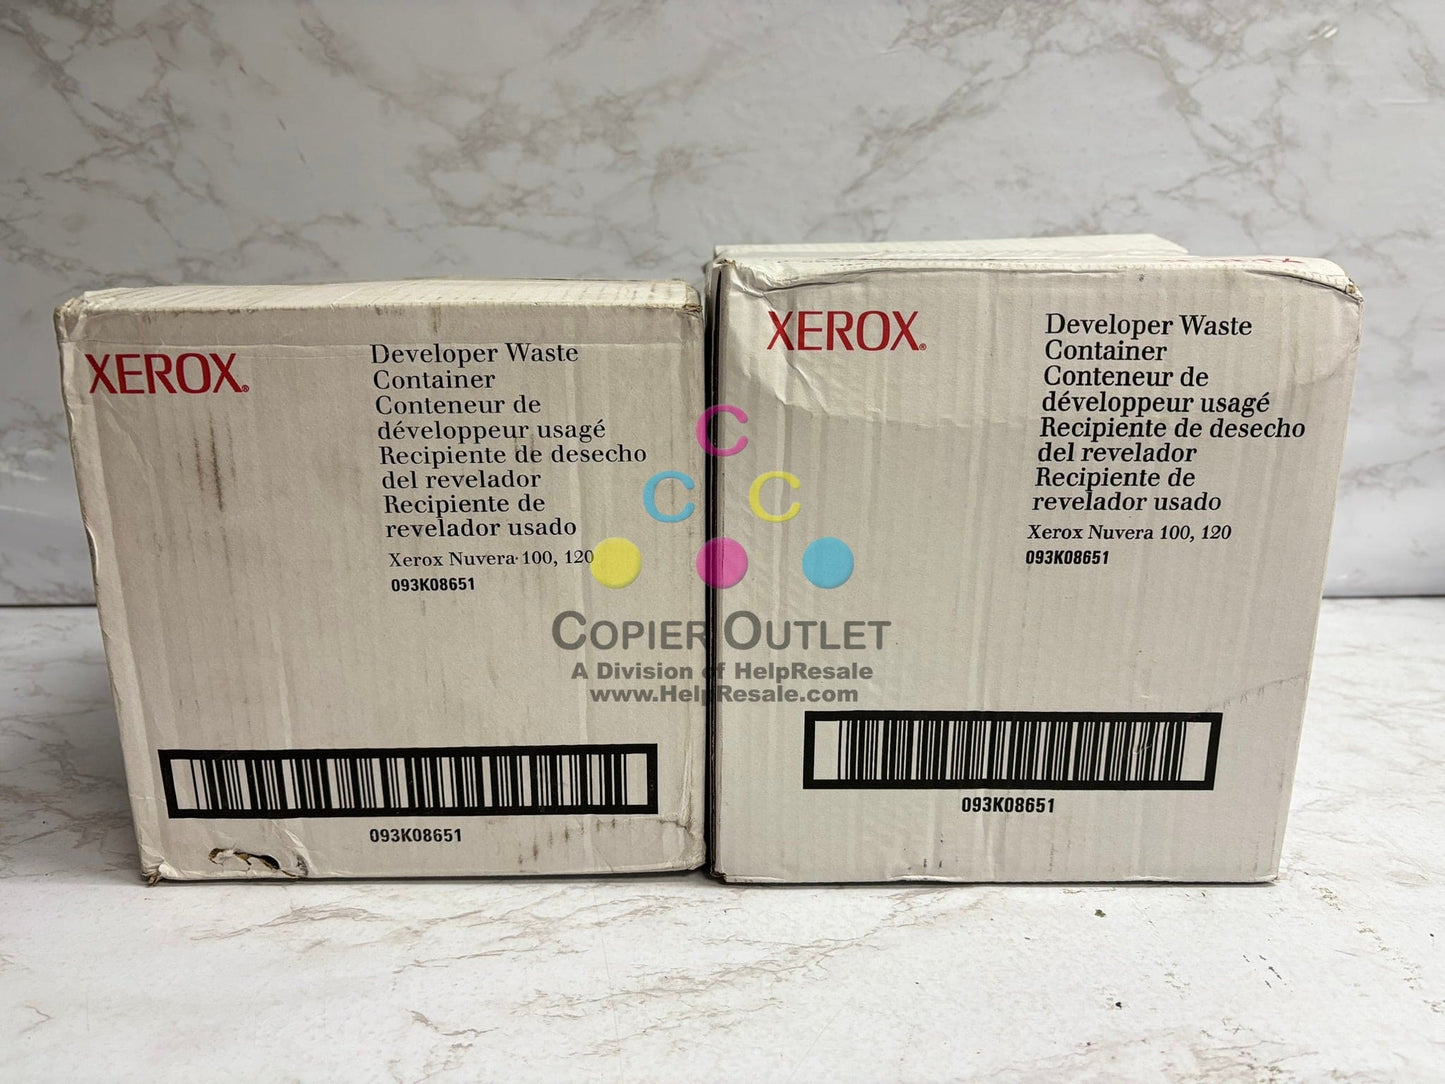 XEROX®
Developer Waste
Container
Conteneur de
développeur usagé
Recipiente de desecho
del revelador
Recipiente de
revelador usado
Xerox Nuvera 100, 120
093K08651
093K08651
XEROX®
Developer Waste
Container
Conteneur de
développeur usagé
Recipiente de desecho
del revelador
Recipiente de
revelador usado
Xerox Nuvera 100, 120
093K08651
093K08651
C
C C
COPIER OUTLET
A Division of HelpResale
www.HelpResale.com